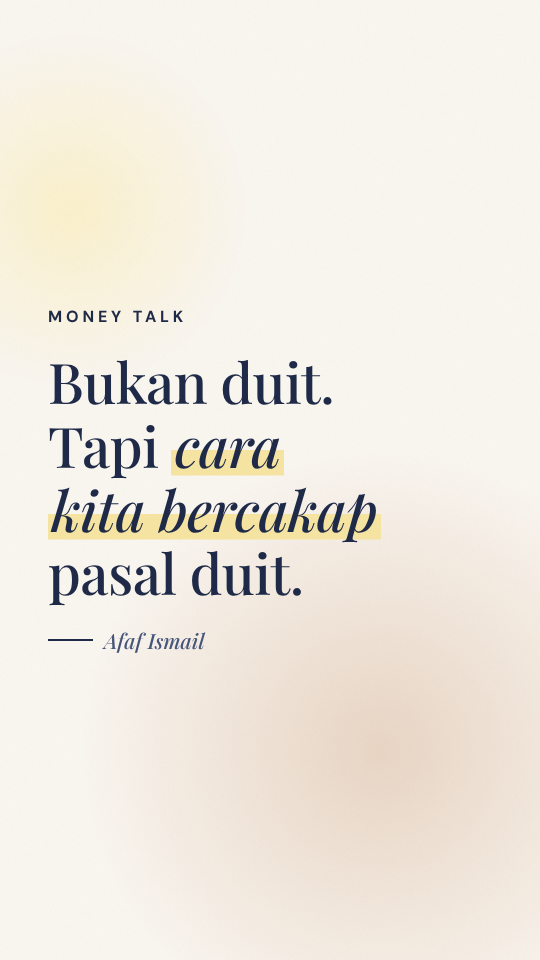 MONEY TALK
Bukan duit.
Tapi cara
kita bercakap
pasal duit.
Afaf Ismail